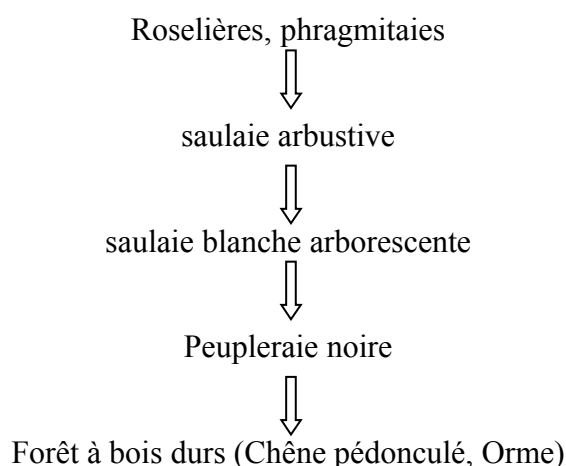 Roselières, phragmitaies
saulaie arbustive
saulaie blanche arborescente
Peupleraie noire
Forêt à bois durs (Chêne pédonculé, Orme)